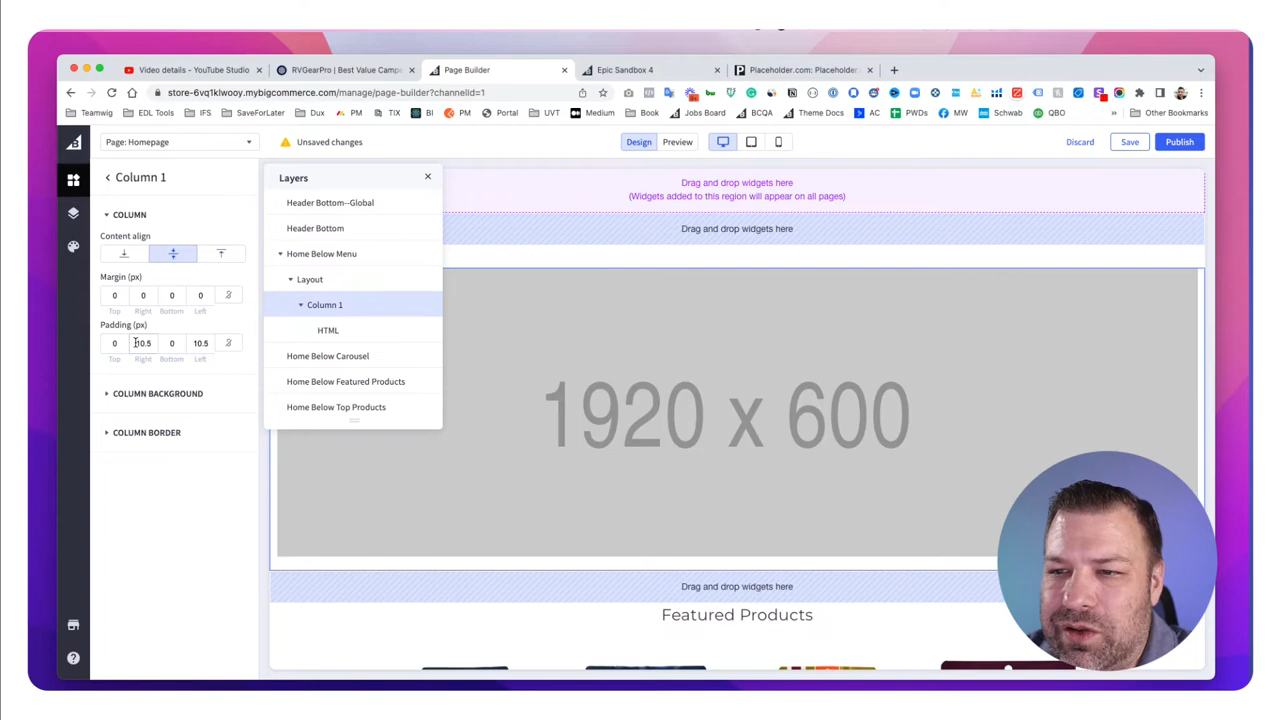 Video details - YouTube Studio
RVGearPro | Best Value Campe
Page Builder
Epic Sandbox 4
Placeholder.com: Placeholder
store-6vq1klwooy.mybigcommerce.com/manage/page-builder?channelId=1
Teamwig
EDL Tools
IFS
SaveForLater
Dux
PM
TIX
BI
PM
Portal
UVT
Medium
Book
Jobs Board
BCQA
Theme Docs
AC
PWDs
MW
Schwab
QBO
»
Other Bookmarks
Page: Homepage
Unsaved changes
Design
Preview
Discard
Save
Publish
Column 1
COLUMN
Content align
Margin (px)
0 0 0 0
Top Right Bottom Left
Padding (px)
0 10.5 0 10.5
Top Right Bottom Left
COLUMN BACKGROUND
COLUMN BORDER
Layers
Header Bottom--Global
Header Bottom
Home Below Menu
Layout
Column 1
HTML
Home Below Carousel
Home Below Featured Products
Home Below Top Products
Drag and drop widgets here
(Widgets added to this region will appear on all pages)
Drag and drop widgets here
1920 x 600
Drag and drop widgets here
Featured Products